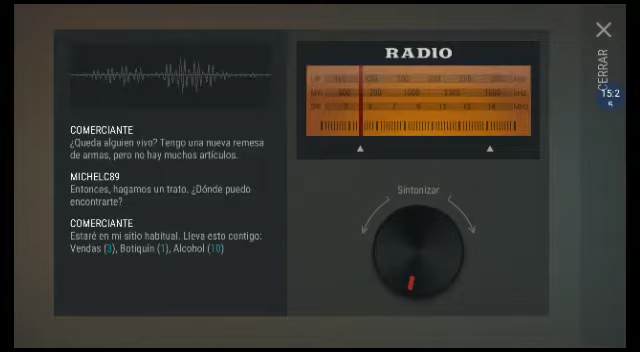 RADIO
CERRAR
15:2
COMERCIANTE
¿Queda alguien vivo? Tengo una nueva remesa
de armas, pero no hay muchos artículos.
MICHELC89
Entonces, hagamos un trato. ¿Dónde puedo
encontrarte?
COMERCIANTE
Estaré en mi sitio habitual. Lleva esto contigo:
Vendas (3), Botiquín (1), Alcohol (10)
Sintonizar